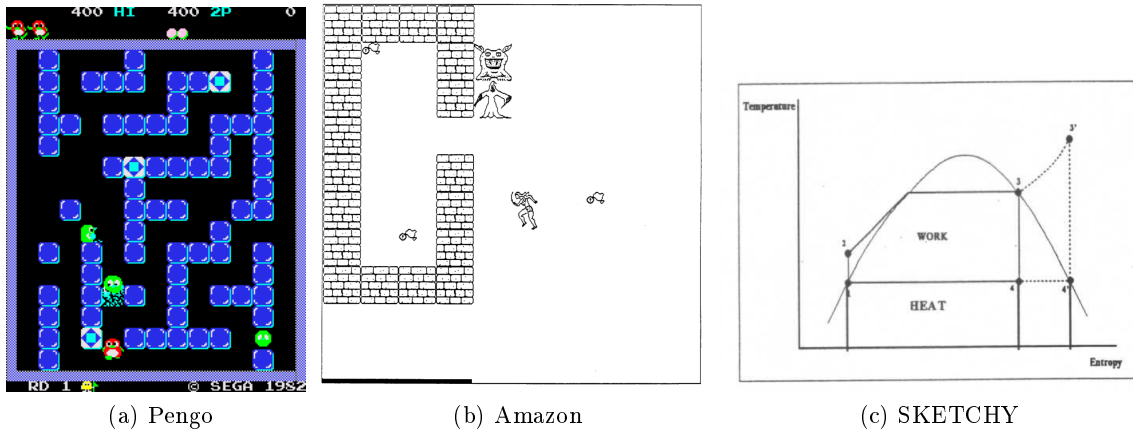 400 HI 400 2P 0
RD 1 © SEGA 1982
(a) Pengo
(b) Amazon
Temperature
3'
3
2
WORK
1 4 4'
HEAT
Entropy
(c) SKETCHY